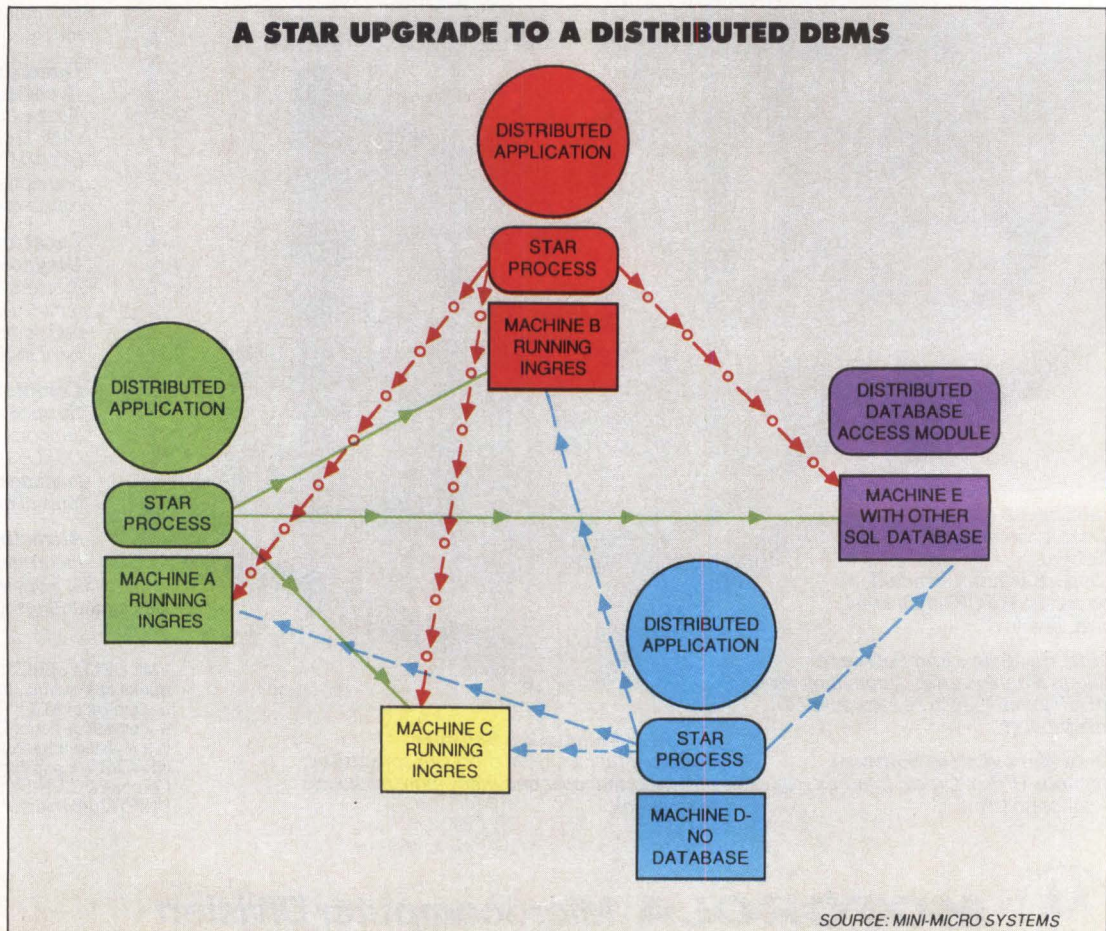 A STAR UPGRADE TO A DISTRIBUTED DBMS
DISTRIBUTED
APPLICATION
STAR
PROCESS
MACHINE B
RUNNING
INGRES
DISTRIBUTED
APPLICATION
STAR
PROCESS
MACHINE A
RUNNING
INGRES
DISTRIBUTED
DATABASE
ACCESS MODULE
MACHINE E
WITH OTHER
SQL DATABASE
MACHINE C
RUNNING
INGRES
DISTRIBUTED
APPLICATION
STAR
PROCESS
MACHINE D-
NO
DATABASE
SOURCE: MINI-MICRO SYSTEMS